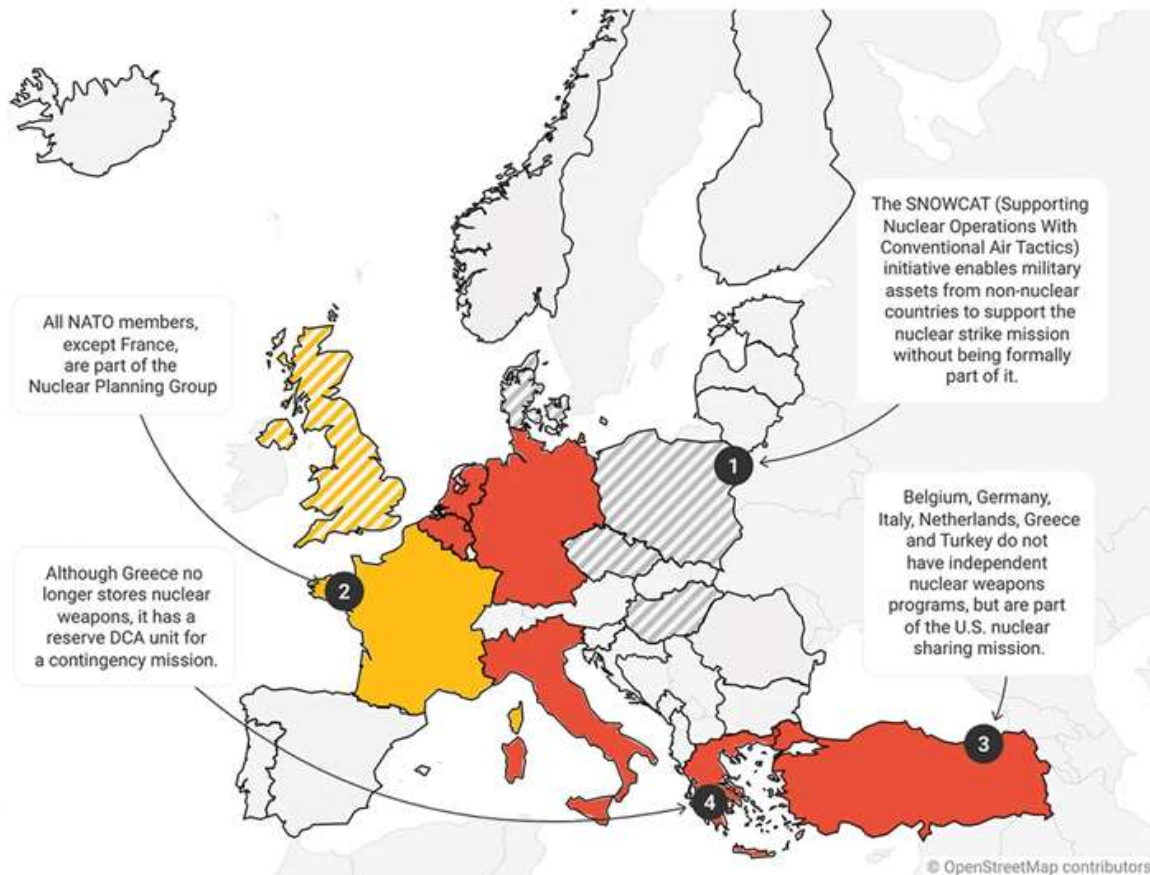 The SNOWCAT (Supporting
Nuclear Operations With
Conventional Air Tactics)
initiative enables military
assets from non-nuclear
countries to support the
nuclear strike mission
without being formally
part of it.
All NATO members,
except France,
are part of the
Nuclear Planning Group
1
Belgium, Germany,
Italy, Netherlands, Greece
and Turkey do not
have independent
nuclear weapons
programs, but are part
of the U.S. nuclear
sharing mission.
Although Greece no
longer stores nuclear
weapons, it has a
reserve DCA unit for
a contingency mission.
2
3
4
© OpenStreetMap contributors